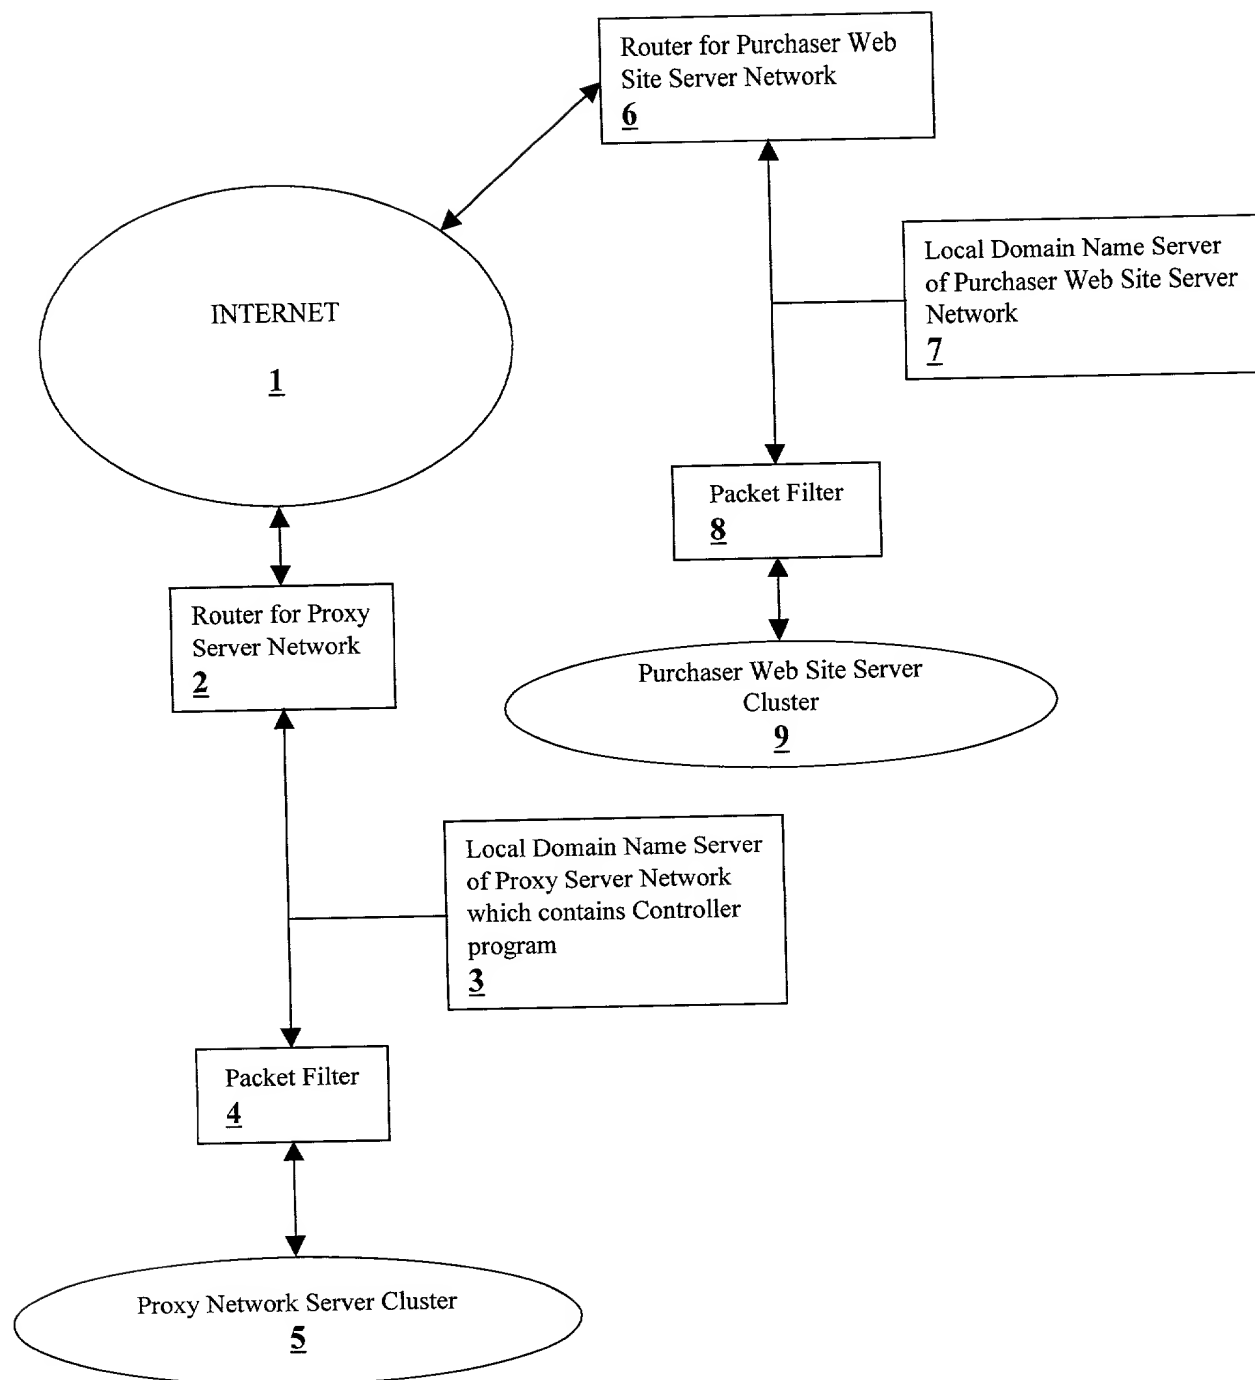 Router for Purchaser Web
Site Server Network
6
INTERNET
1
Local Domain Name Server
of Purchaser Web Site Server
Network
7
Packet Filter
8
Router for Proxy
Server Network
2
Purchaser Web Site Server
Cluster
9
Local Domain Name Server
of Proxy Server Network
which contains Controller
program
3
Packet Filter
4
Proxy Network Server Cluster
5